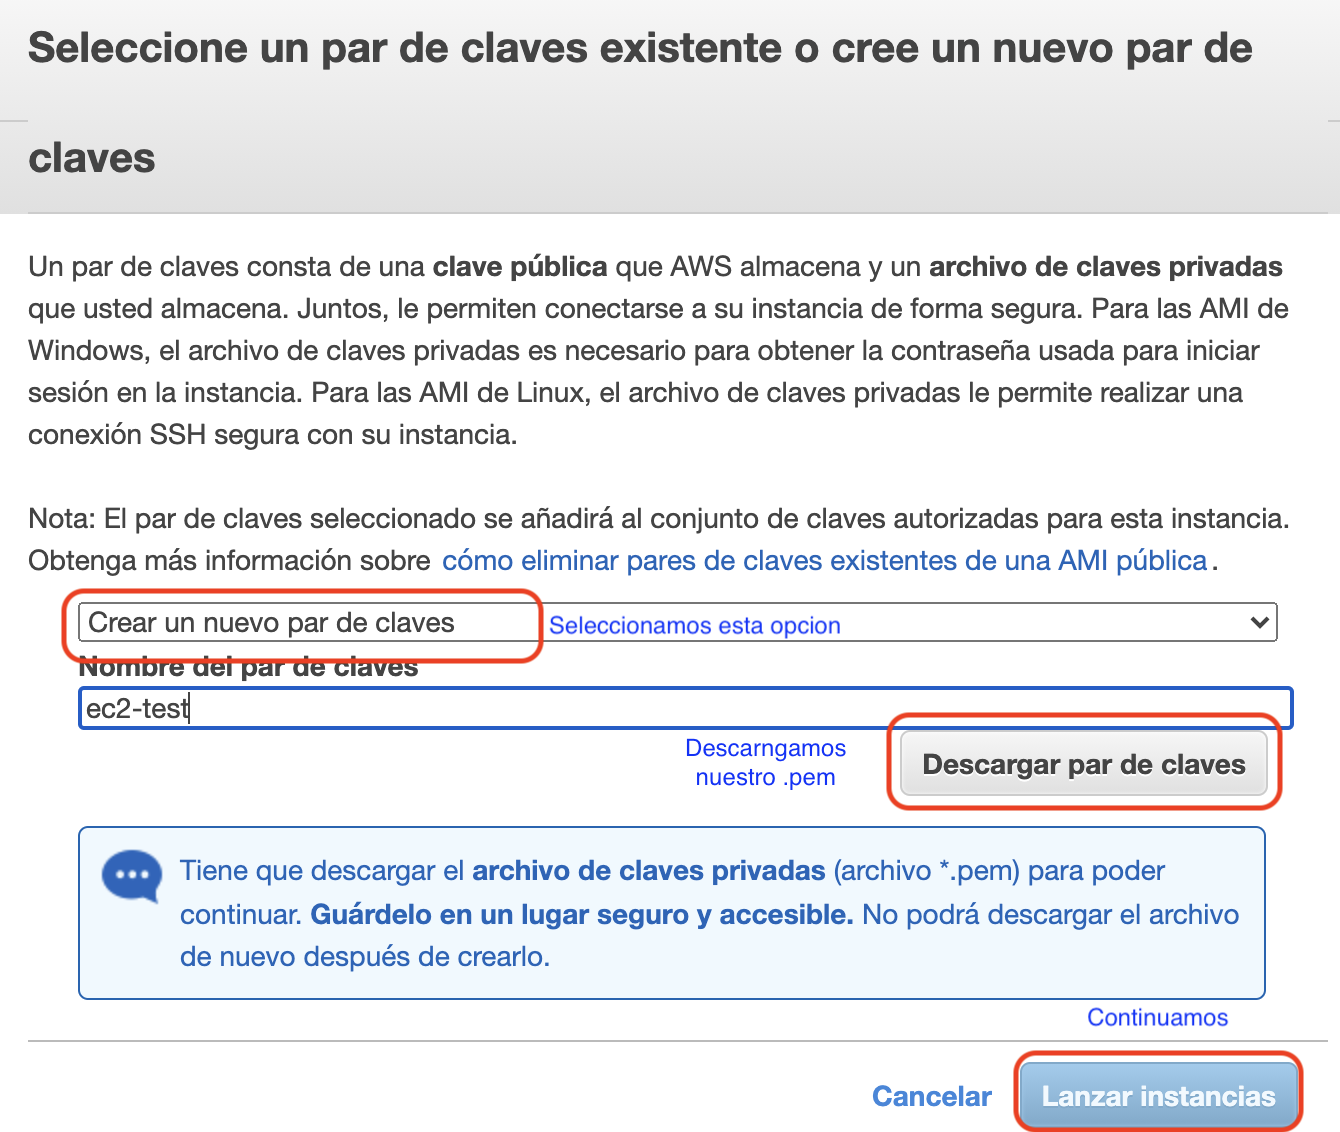 Seleccione un par de claves existente o cree un nuevo par de
claves
Un par de claves consta de una clave pública que AWS almacena y un archivo de claves privadas
que usted almacena. Juntos, le permiten conectarse a su instancia de forma segura. Para las AMI de
Windows, el archivo de claves privadas es necesario para obtener la contraseña usada para iniciar
sesión en la instancia. Para las AMI de Linux, el archivo de claves privadas le permite realizar una
conexión SSH segura con su instancia.
Nota: El par de claves seleccionado se añadirá al conjunto de claves autorizadas para esta instancia.
Obtenga más información sobre cómo eliminar pares de claves existentes de una AMI pública.
Crear un nuevo par de claves Seleccionamos esta opcion
Nombre del par de claves
ec2-test
Descarngamos
nuestro .pem
Descargar par de claves
Tiene que descargar el archivo de claves privadas (archivo *.pem) para poder
continuar. Guárdelo en un lugar seguro y accesible. No podrá descargar el archivo
de nuevo después de crearlo.
Continuamos
Cancelar Lanzar instancias